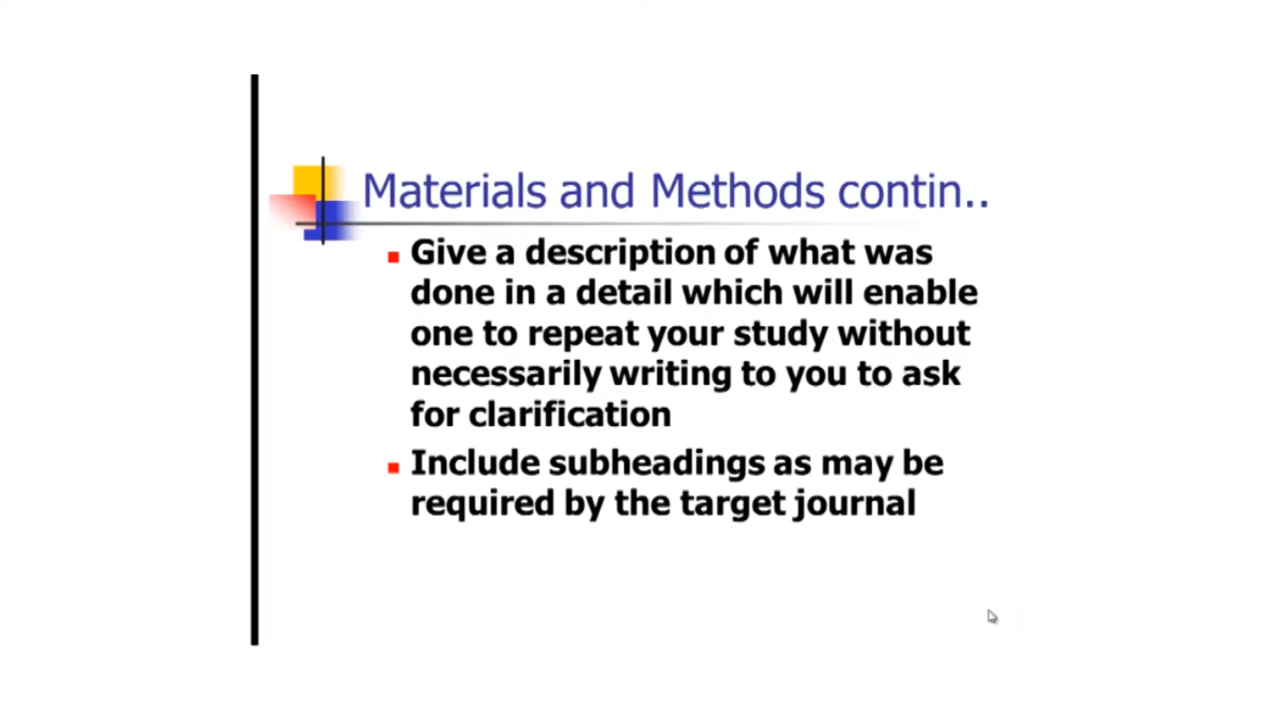 Materials and Methods contin..
Give a description of what was
done in a detail which will enable
one to repeat your study without
necessarily writing to you to ask
for clarification
Include subheadings as may be
required by the target journal